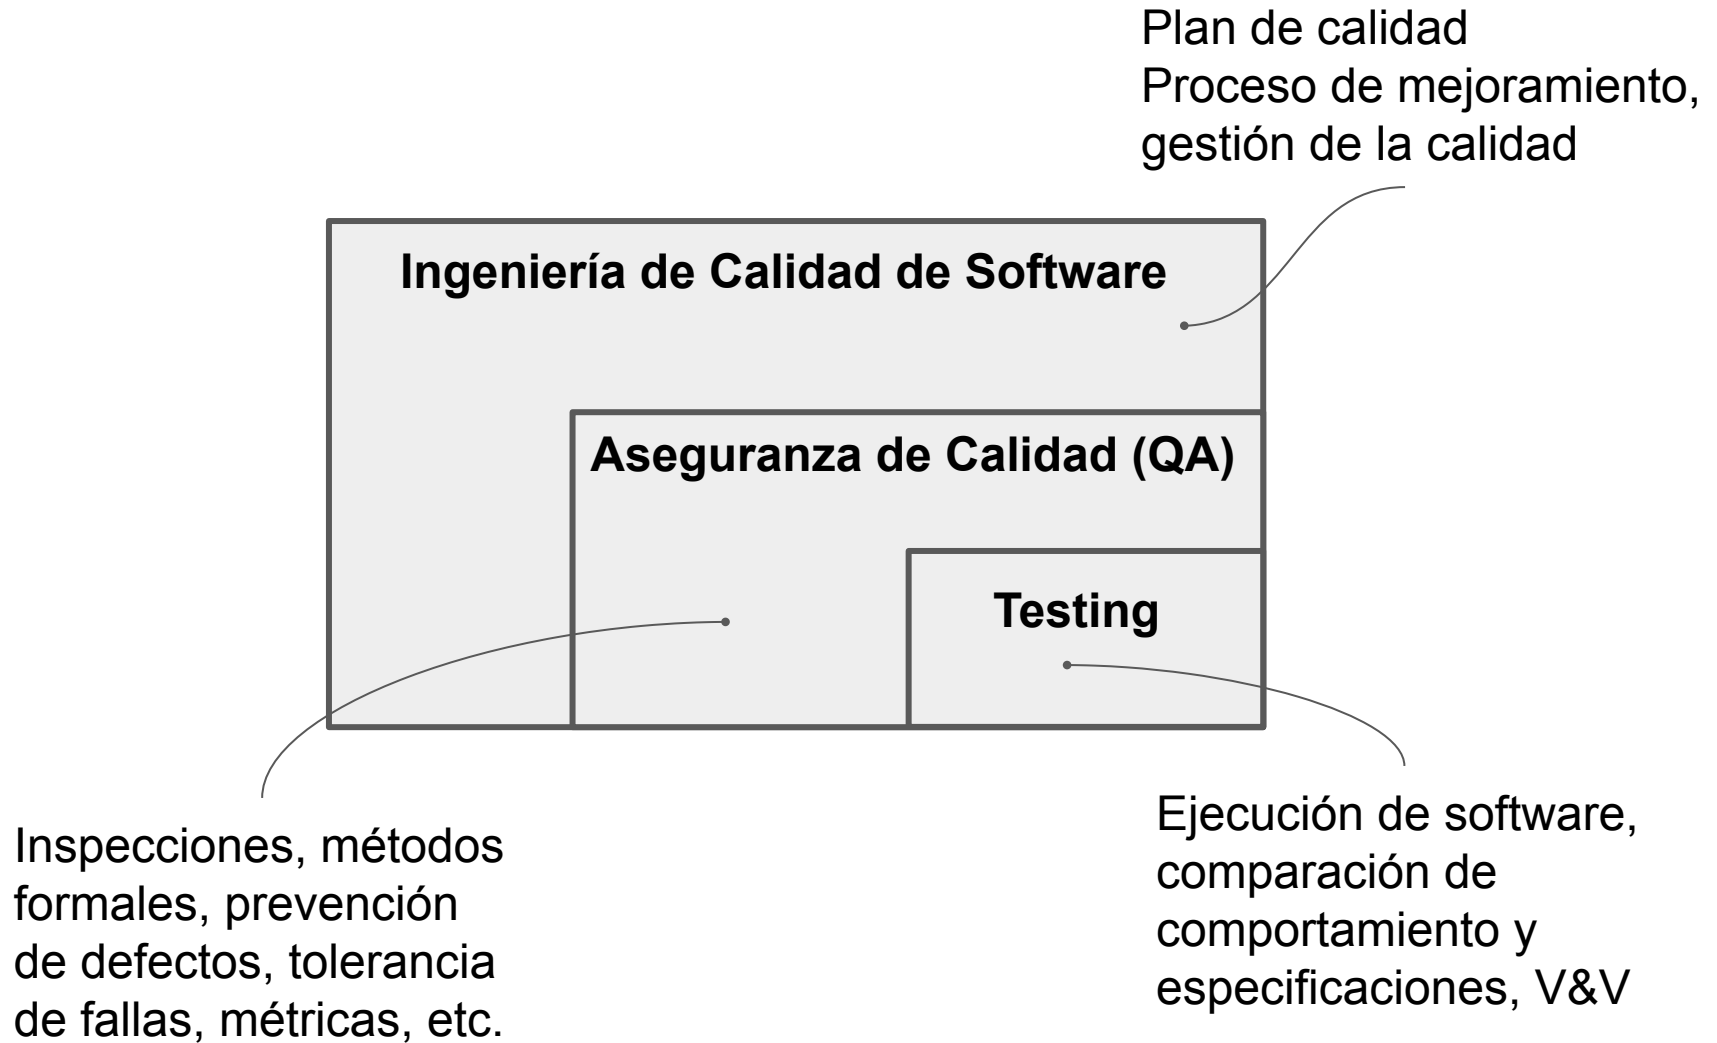 Plan de calidad
Proceso de mejoramiento,
gestión de la calidad
Ingeniería de Calidad de Software
Aseguranza de Calidad (QA)
Testing
Inspecciones, métodos
formales, prevención
de defectos, tolerancia
de fallas, métricas, etc.
Ejecución de software,
comparación de
comportamiento y
especificaciones, V&V